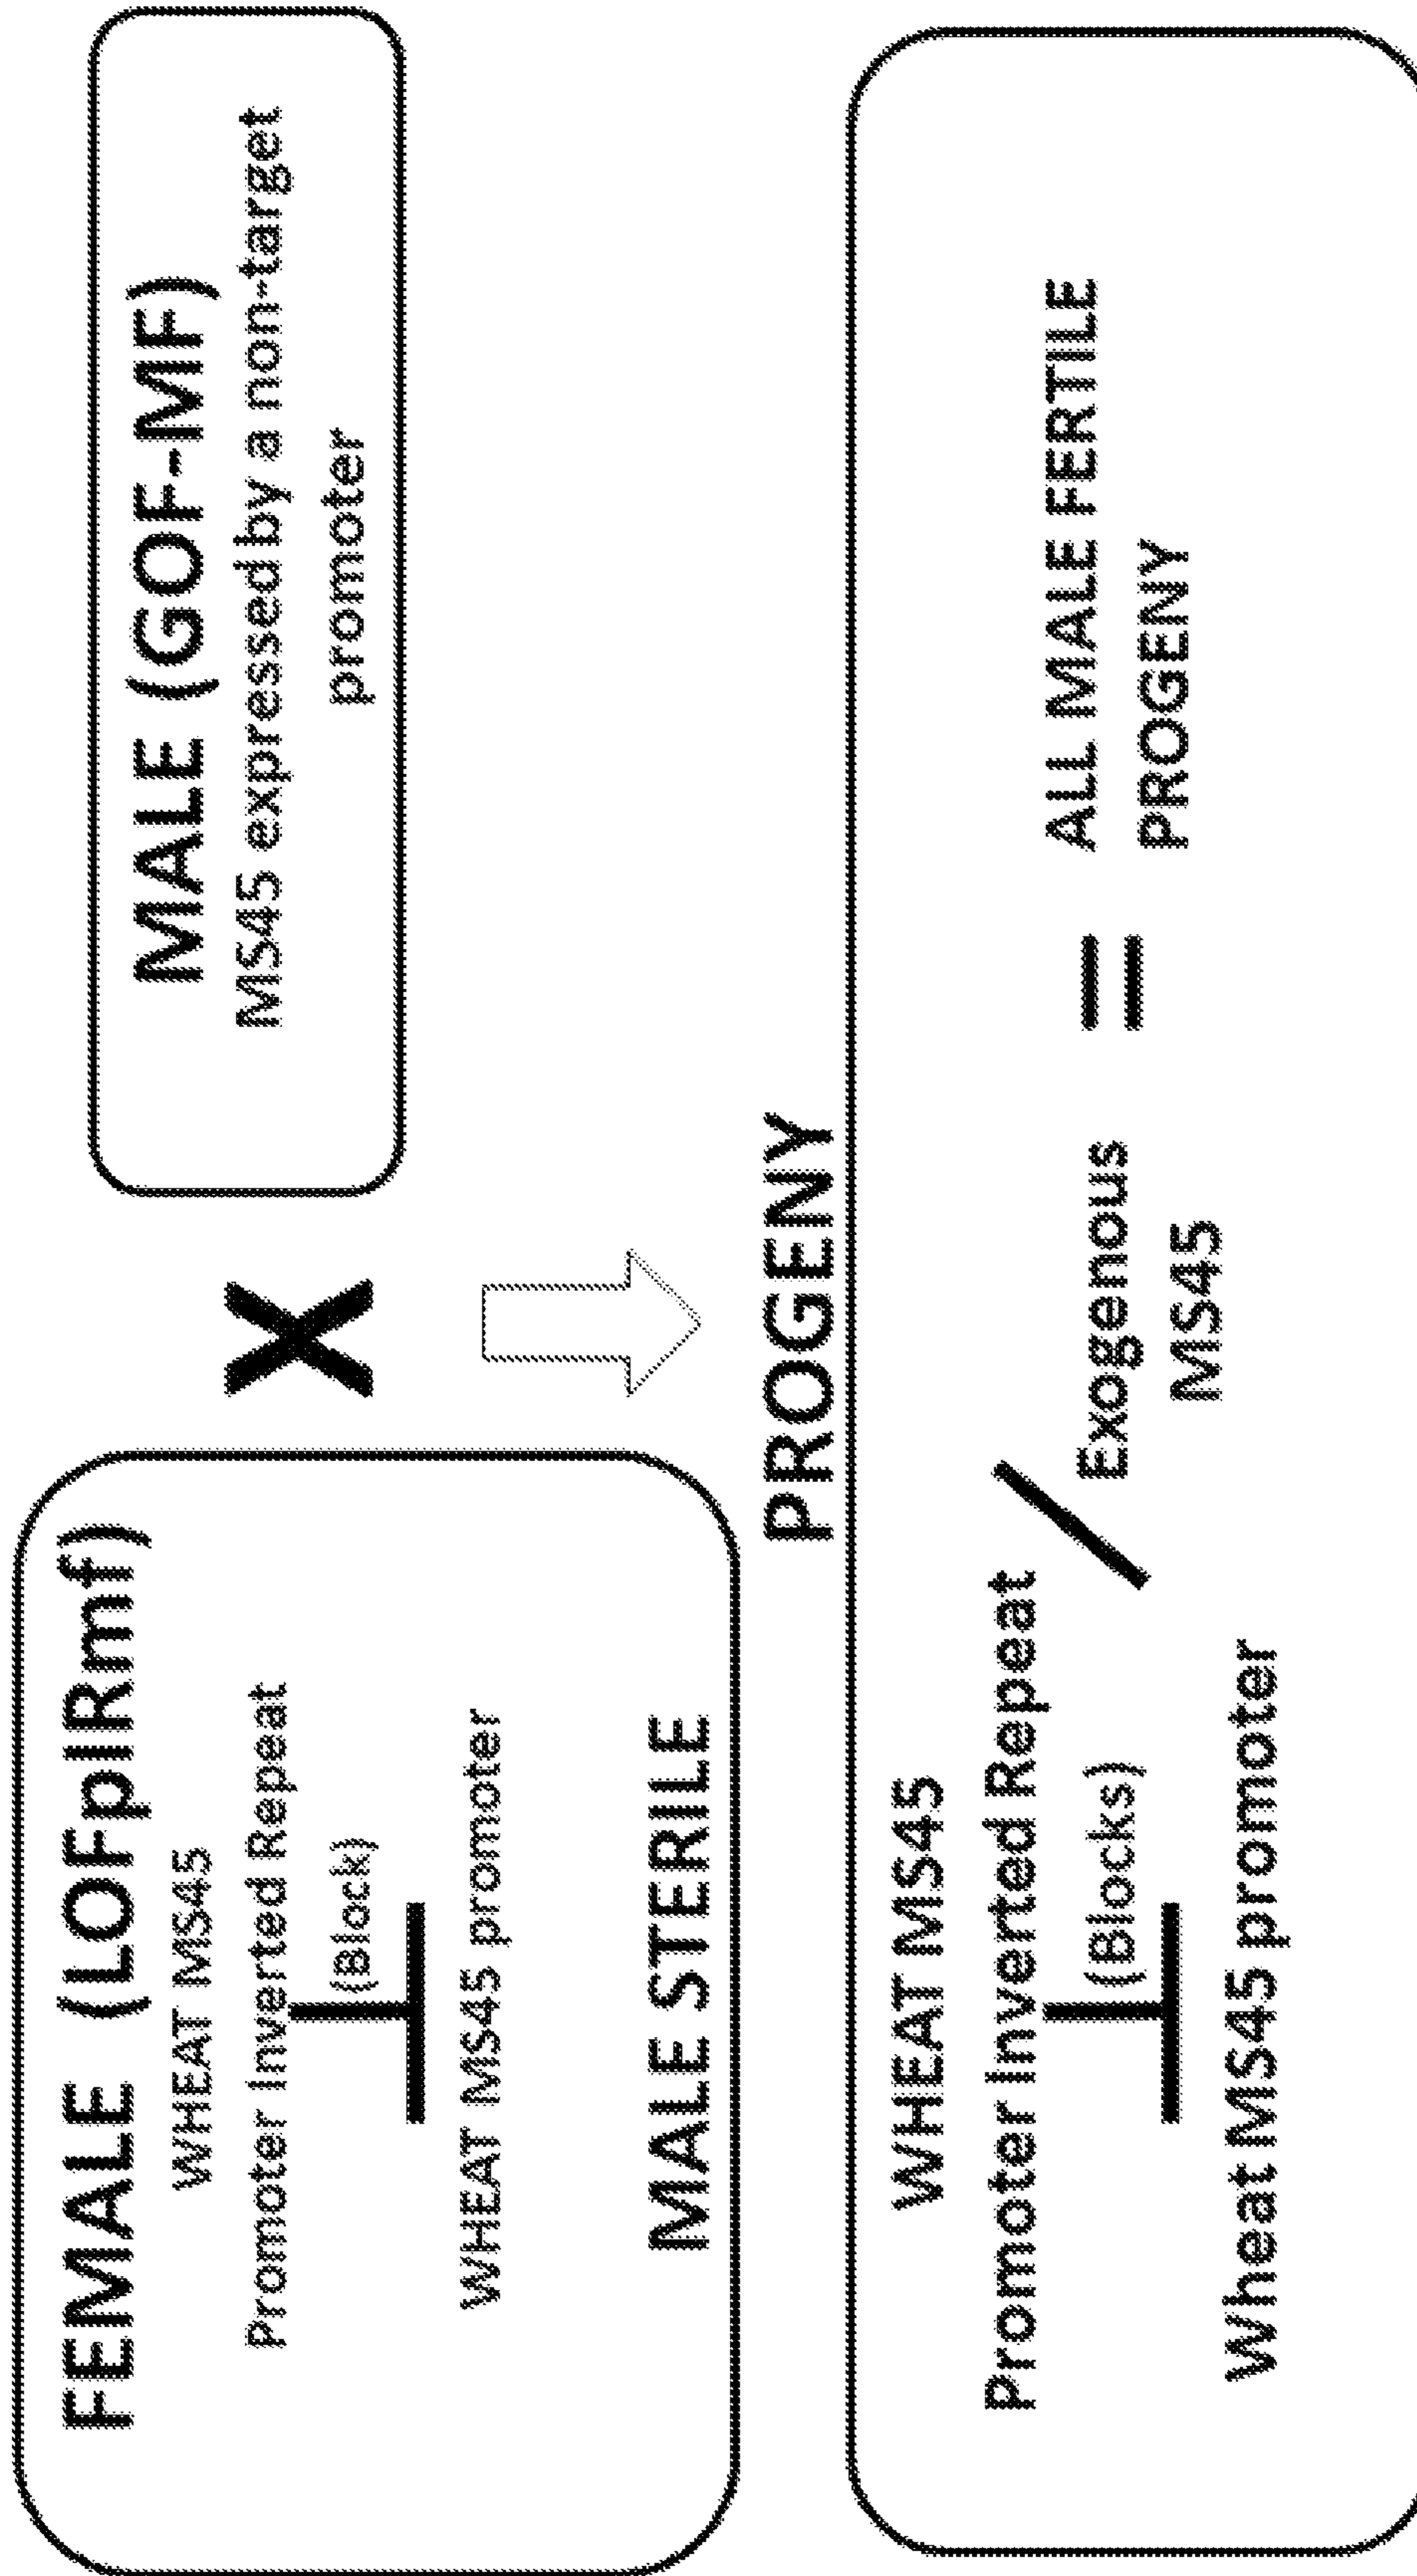 FEMALE (LOFpIRmf)
WHEAT MS45
Promoter Inverted Repeat
(Block)
WHEAT MS45 promoter
MALE STERILE
X
MALE (GOF-MF)
MS45 expressed by a non-target
promoter
PROGENY
WHEAT MS45
Promoter Inverted Repeat
(Blocks)
Wheat MS45 promoter
/
Exogenous
MS45
=
ALL MALE FERTILE
PROGENY